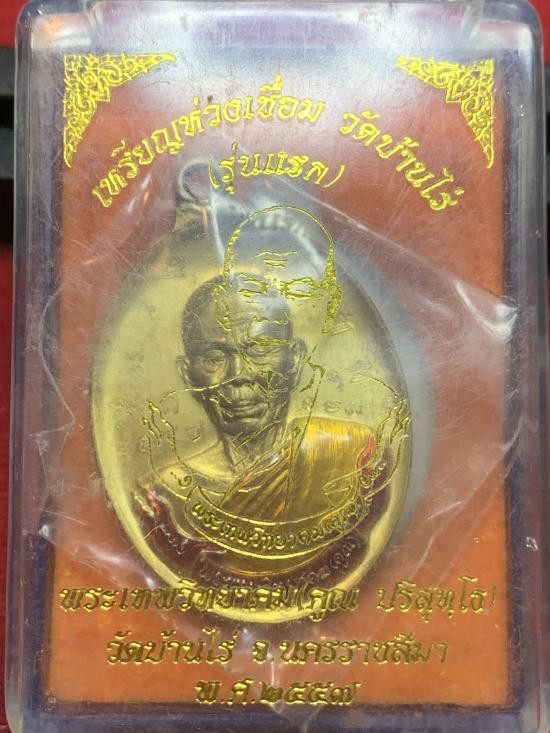 เหรียญห่วงเชื่อม วัดบ้านไร่
(รุ่นแรก)
พระเทพวิทยาคม(คูณ ปริสุทฺโธ)
วัดบ้านไร่ จ.นครราชสีมา
พ.ศ.๒๕๕๗